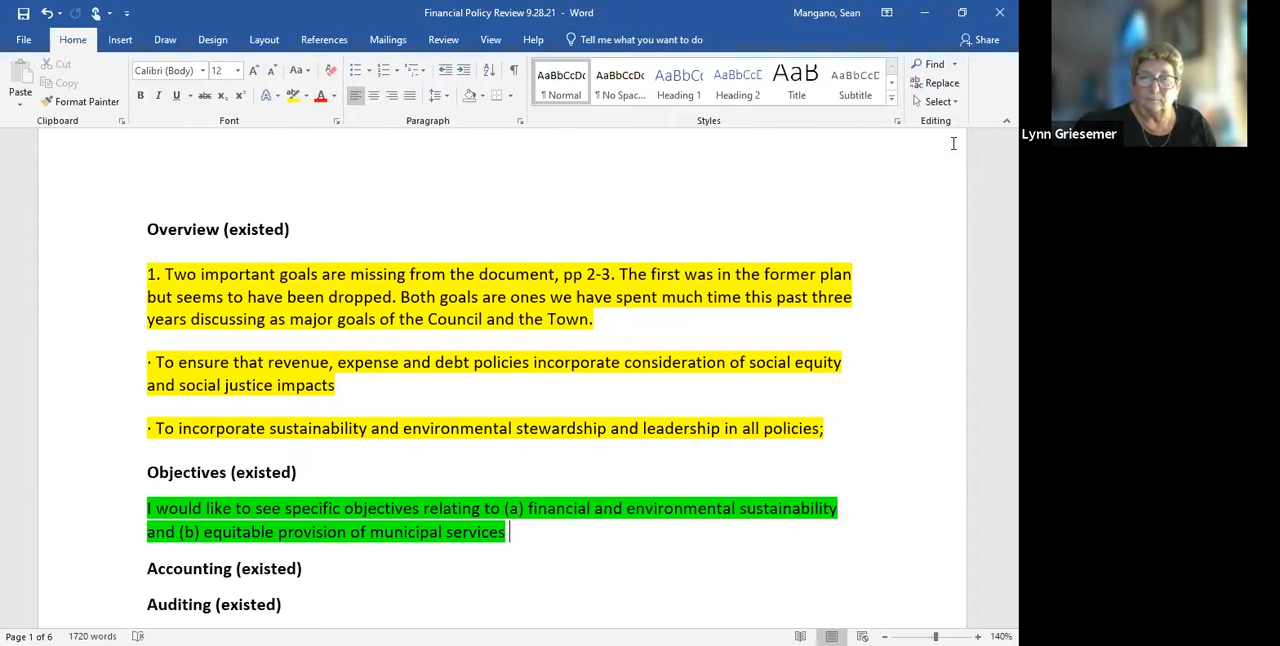 Financial Policy Review 9.28.21 - Word
Mangano, Sean
File Home Insert Draw Design Layout References Mailings Review View Help Tell me what you want to do Share
Paste
Cut
Copy
Format Painter
Clipboard
Calibri (Body) 12
Font
Paragraph
AaBbCcDc AaBbCcDc AaBbCc AaBbCcD AaB AaBbCcD
¶ Normal ¶ No Spac... Heading 1 Heading 2 Title Subtitle
Styles
Find
Replace
Select
Editing
Lynn Griesemer
Overview (existed)
1. Two important goals are missing from the document, pp 2-3. The first was in the former plan
but seems to have been dropped. Both goals are ones we have spent much time this past three
years discussing as major goals of the Council and the Town.
· To ensure that revenue, expense and debt policies incorporate consideration of social equity
and social justice impacts
· To incorporate sustainability and environmental stewardship and leadership in all policies;
Objectives (existed)
I would like to see specific objectives relating to (a) financial and environmental sustainability
and (b) equitable provision of municipal services
Accounting (existed)
Auditing (existed)
Page 1 of 6 1720 words 140%